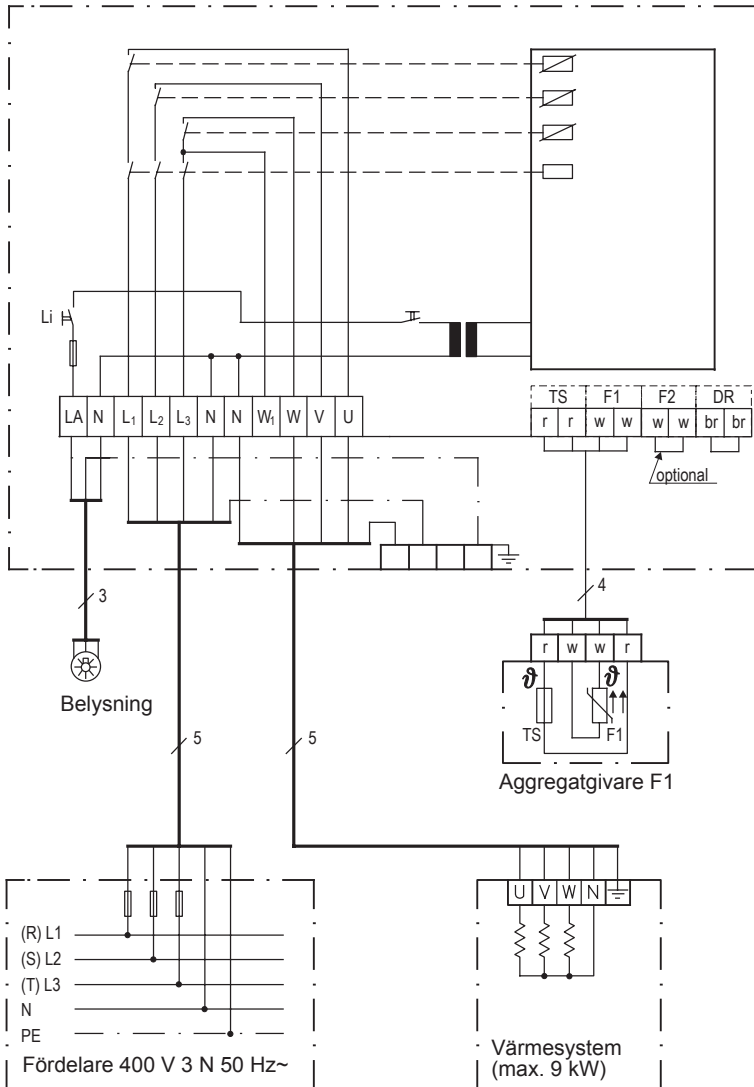 Li
LA N L1 L2 L3 N N W1 W V U
TS F1 F2 DR
r r w w w w br br
optional
3
4
Belysning
r w w r
ϑ ϑ
TS F1
Aggregatgivare F1
5 5
U V W N
(R) L1
(S) L2
(T) L3
N
PE
Fördelare 400 V 3 N 50 Hz~
Värmesystem
(max. 9 kW)